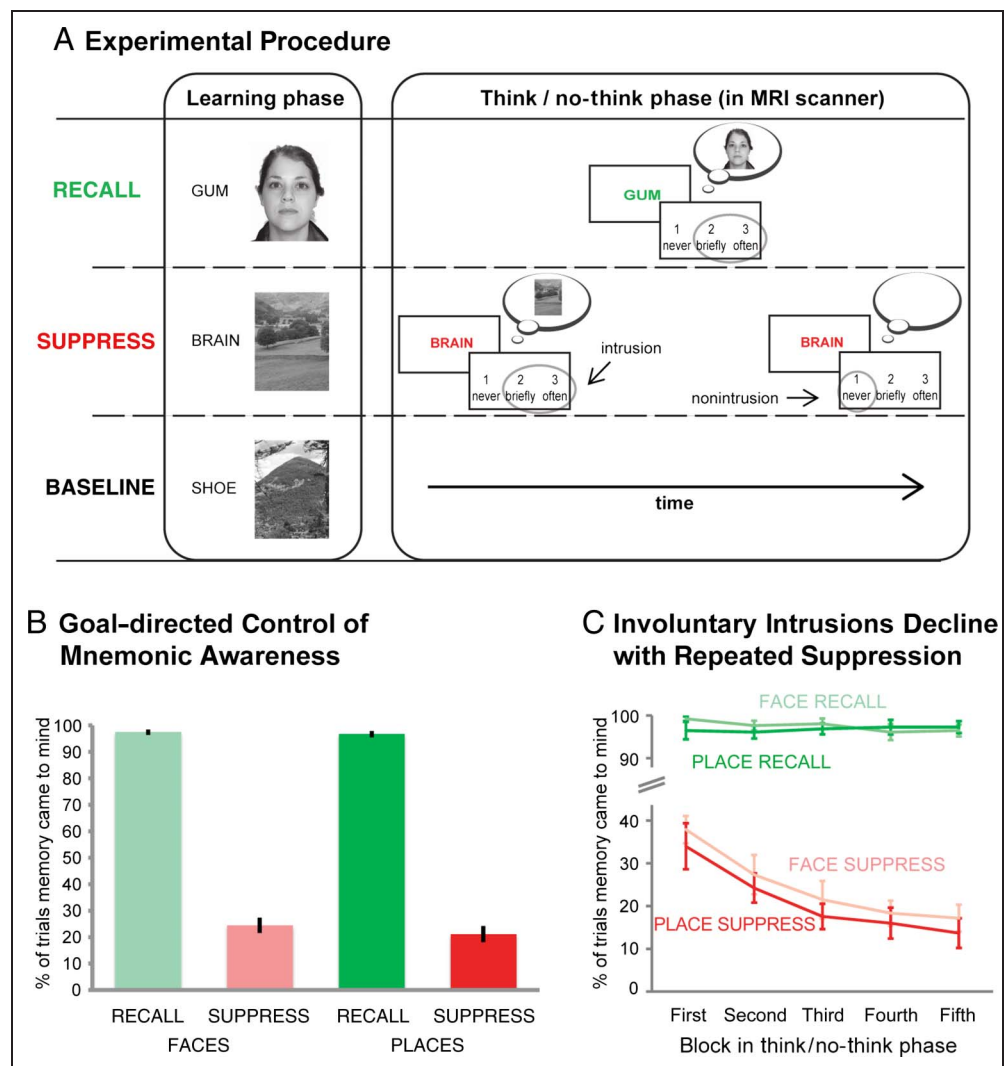 A Experimental Procedure
Learning phase
Think / no-think phase (in MRI scanner)
RECALL
GUM
GUM
1 2 3
never briefly often
SUPPRESS
BRAIN
BRAIN
1 2 3
never briefly often
intrusion
nonintrusion
BRAIN
1 2 3
never briefly often
BASELINE
SHOE
time
B Goal-directed Control of
Mnemonic Awareness
% of trials memory came to mind
100
90
80
70
60
50
40
30
20
10
0
RECALL SUPPRESS RECALL SUPPRESS
FACES PLACES
C Involuntary Intrusions Decline
with Repeated Suppression
% of trials memory came to mind
100
90
40
30
20
10
0
FACE RECALL
PLACE RECALL
FACE SUPPRESS
PLACE SUPPRESS
First Second Third Fourth Fifth
Block in think/no-think phase